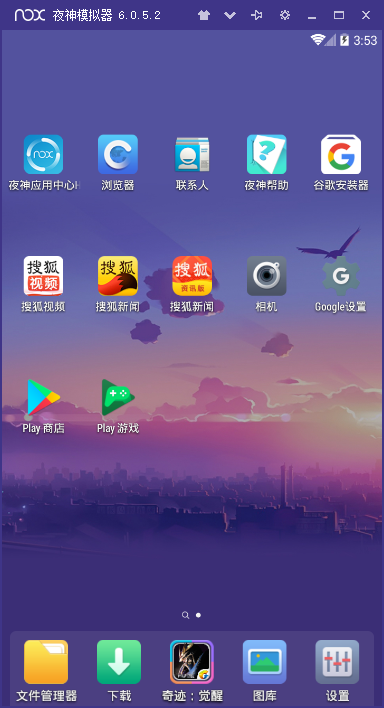 nox 夜神模拟器 6.0.5.2
3:53
nox
夜神应用中心
浏览器
联系人
夜神帮助
谷歌安装器
搜狐
视频
搜狐
搜狐
资讯版
搜狐视频
搜狐新闻
搜狐新闻
相机
Google设置
Play 商店
Play 游戏
文件管理器
下载
奇迹：觉醒
图库
设置